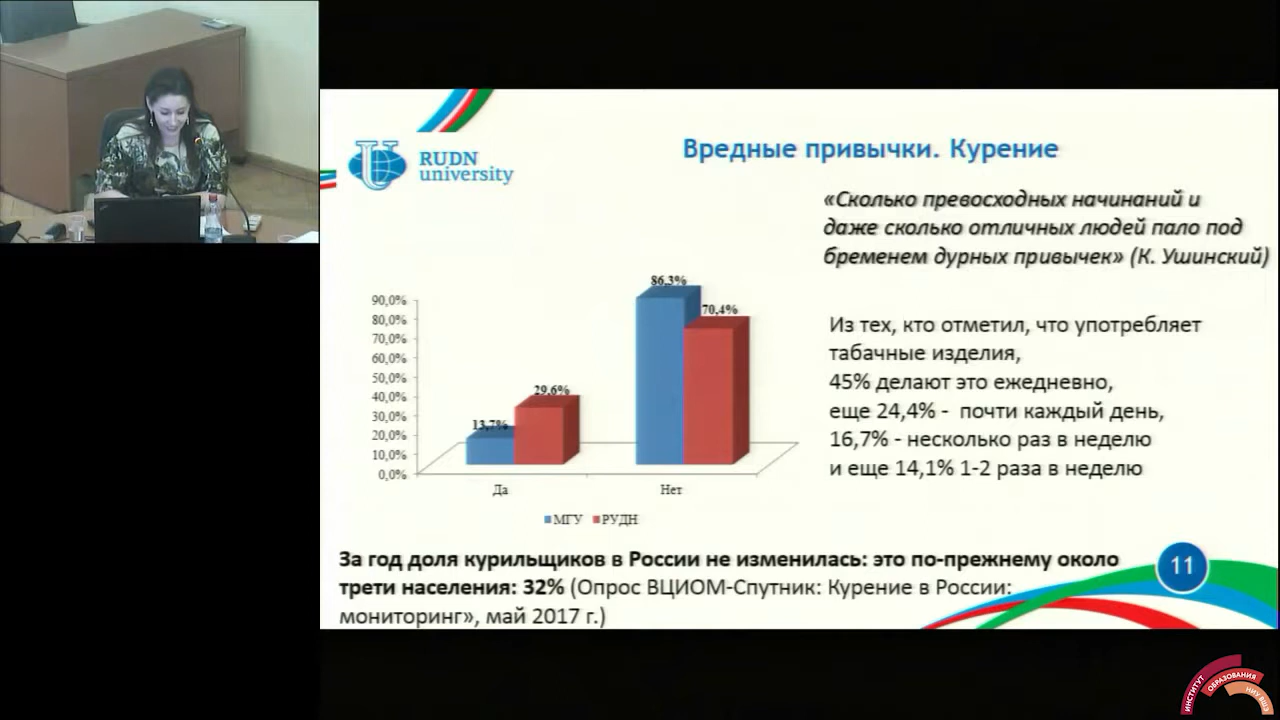 RUDN
university
Вредные привычки. Курение
«Сколько превосходных начинаний и
даже сколько отличных людей пало под
бременем дурных привычек» (К. Ушинский)
90,0%
80,0%
70,0%
60,0%
50,0%
40,0%
30,0%
20,0%
10,0%
0,0%
13,7%
29,6%
86,3%
70,4%
Да
Нет
МГУ
РУДН
Из тех, кто отметил, что употребляет
табачные изделия,
45% делают это ежедневно,
еще 24,4% - почти каждый день,
16,7% - несколько раз в неделю
и еще 14,1% 1-2 раза в неделю
За год доля курильщиков в России не изменилась: это по-прежнему около
трети населения: 32% (Опрос ВЦИОМ-Спутник: Курение в России:
мониторинг», май 2017 г.)
11
ИНСТИТУТ
ОБРАЗОВАНИЯ
НИУ ВШЭ